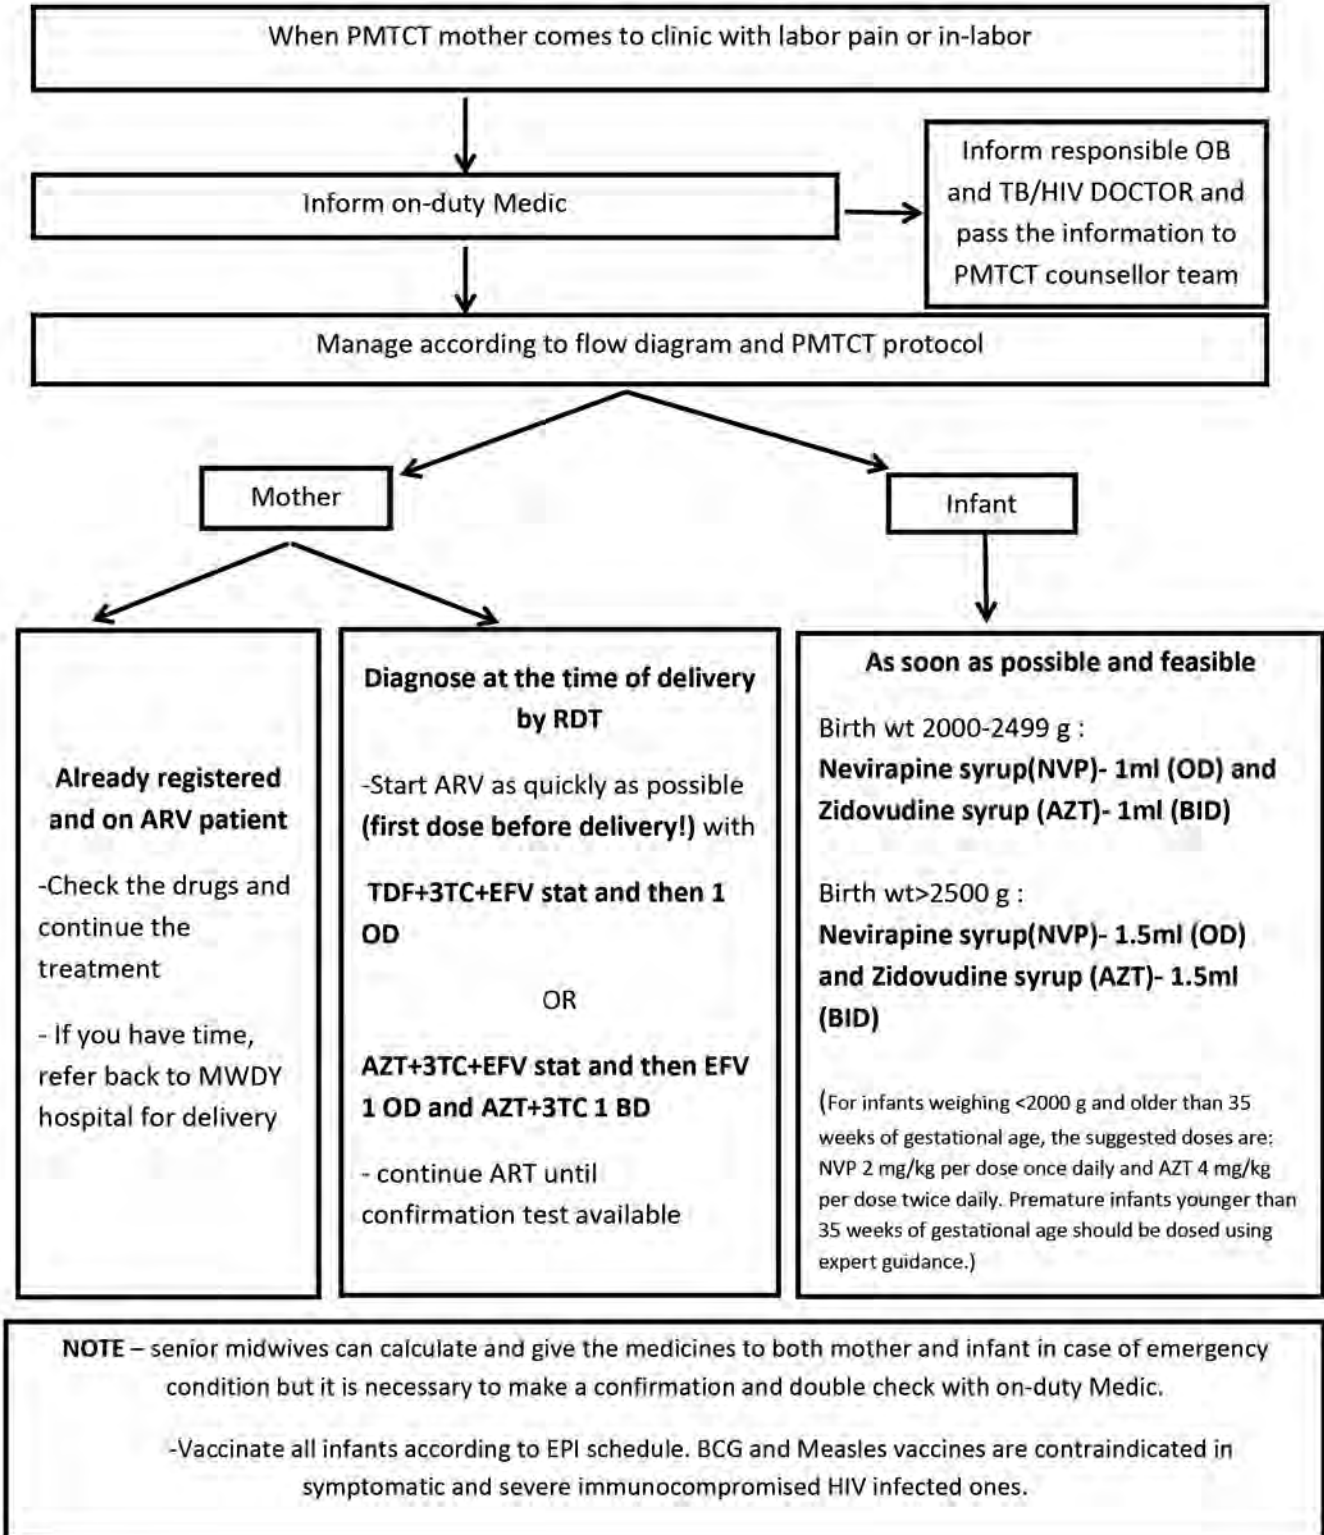 When PMTCT mother comes to clinic with labor pain or in-labor
Inform on-duty Medic
Inform responsible OB
and TB/HIV DOCTOR and
pass the information to
PMTCT counsellor team
Manage according to flow diagram and PMTCT protocol
Mother
Infant
Already registered
and on ARV patient
-Check the drugs and
continue the
treatment
- If you have time,
refer back to MWDY
hospital for delivery
Diagnose at the time of delivery
by RDT
-Start ARV as quickly as possible
(first dose before delivery!) with
TDF+3TC+EFV stat and then 1
OD
OR
AZT+3TC+EFV stat and then EFV
1 OD and AZT+3TC 1 BD
- continue ART until
confirmation test available
As soon as possible and feasible
Birth wt 2000-2499 g :
Nevirapine syrup(NVP)- 1ml (OD) and
Zidovudine syrup (AZT)- 1ml (BID)
Birth wt>2500 g :
Nevirapine syrup(NVP)- 1.5ml (OD)
and Zidovudine syrup (AZT)- 1.5ml
(BID)
(For infants weighing <2000 g and older than 35
weeks of gestational age, the suggested doses are:
NVP 2 mg/kg per dose once daily and AZT 4 mg/kg
per dose twice daily. Premature infants younger than
35 weeks of gestational age should be dosed using
expert guidance.)
NOTE – senior midwives can calculate and give the medicines to both mother and infant in case of emergency
condition but it is necessary to make a confirmation and double check with on-duty Medic.
-Vaccinate all infants according to EPI schedule. BCG and Measles vaccines are contraindicated in
symptomatic and severe immunocompromised HIV infected ones.